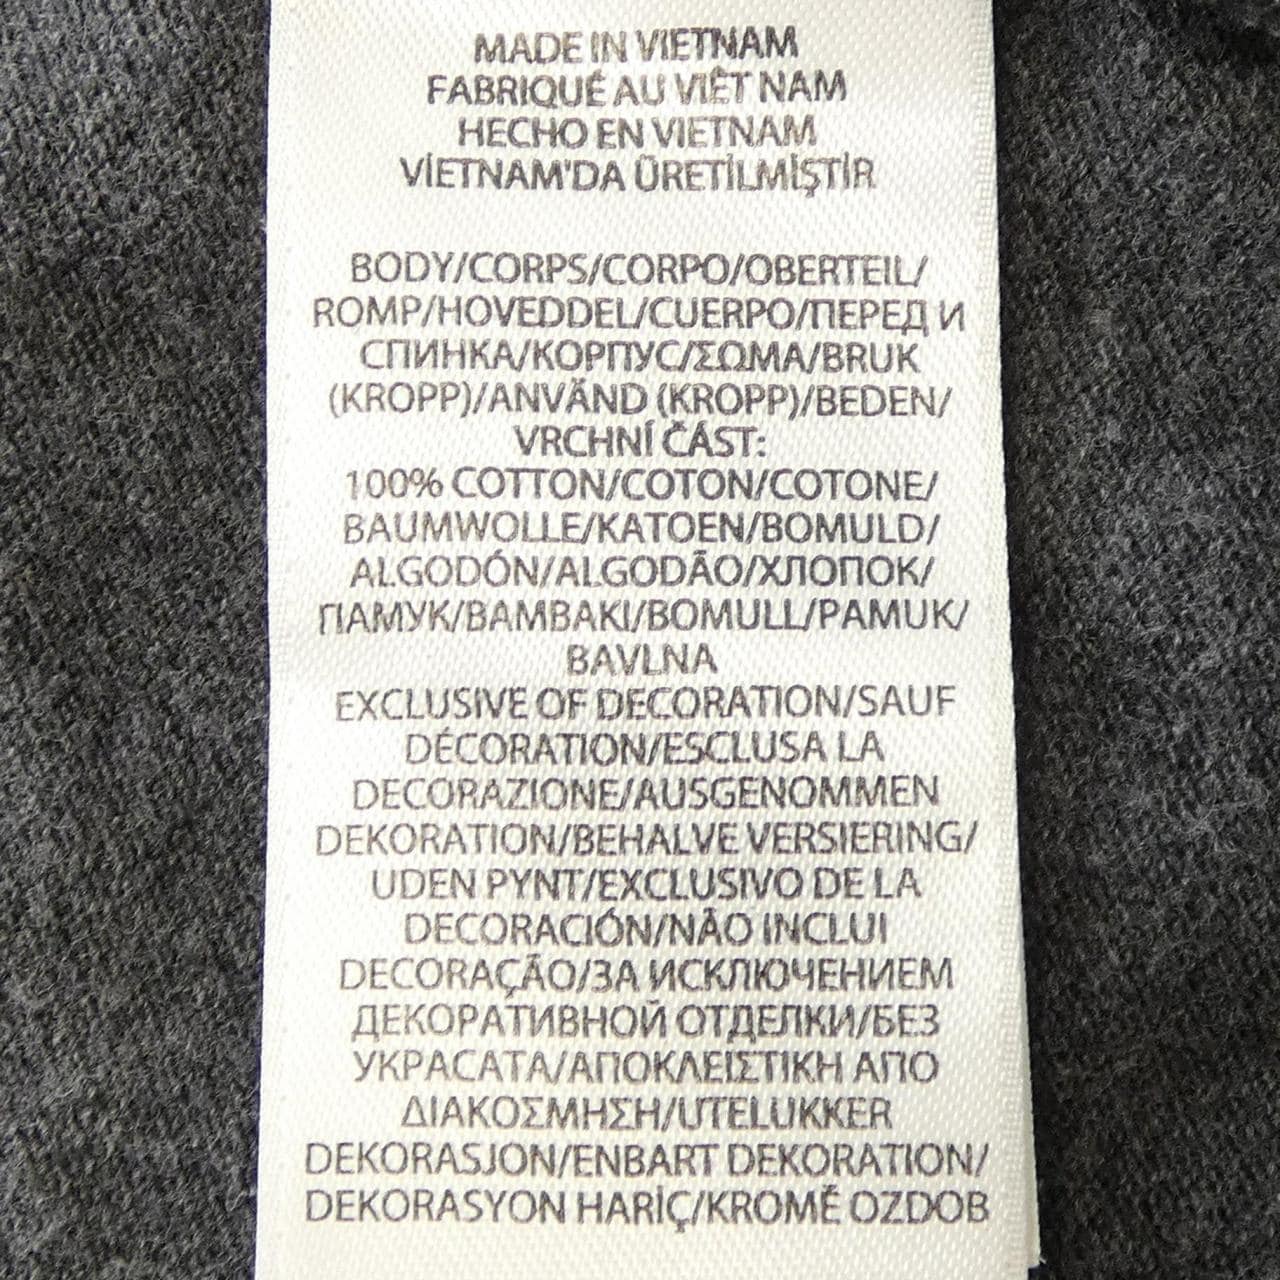 MADE IN VIETNAM
FABRIQUÉ AU VIÊT NAM
HECHO EN VIETNAM
VİETNAM'DA ÜRETİLMİŞTİR
BODY/CORPS/CORPO/OBERTEIL/
ROMP/HOVEDDEL/CUERPO/ПЕРЕД И
СПИНКА/КОРПУС/ΣΩΜΑ/BRUK
(KROPP)/ANVÄND (KROPP)/BEDEN/
VRCHNÍ ČÁST:
100% COTTON/COTON/COTONE/
BAUMWOLLE/KATOEN/BOMULD/
ALGODÓN/ALGODÃO/ХЛОПОК/
ПАМУК/BAMBAKI/BOMULL/PAMUK/
BAVLNA
EXCLUSIVE OF DECORATION/SAUF
DÉCORATION/ESCLUSA LA
DECORAZIONE/AUSGENOMMEN
DEKORATION/BEHALVE VERSIERING/
UDEN PYNT/EXCLUSIVO DE LA
DECORACIÓN/NÃO INCLUI
DECORAÇÃO/ЗА ИСКЛЮЧЕНИЕМ
ДЕКОРАТИВНОЙ ОТДЕЛКИ/БЕЗ
УКРАСАТА/ΑΠΟΚΛΕΙΣΤΙΚΗ ΑΠΟ
ΔΙΑΚΟΣΜΗΣΗ/UTELUKKER
DEKORASJON/ENBART DEKORATION/
DEKORASYON HARİÇ/KROMĚ OZDOB